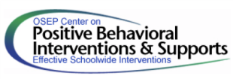 OSEP Center on
Positive Behavioral
Interventions & Supports
Effective Schoolwide Interventions